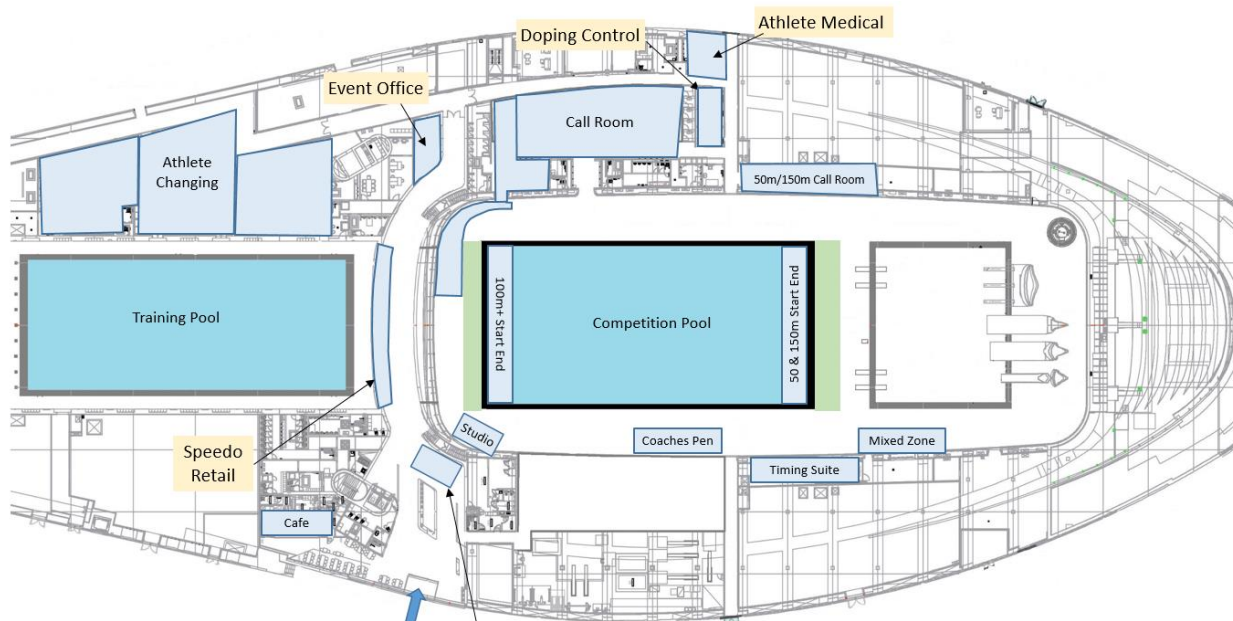 Athlete Medical
Doping Control
Event Office
Call Room
Athlete
Changing
50m/150m Call Room
Training Pool
100m+ Start End
Competition Pool
50 & 150m Start End
Speedo
Retail
Studio
Coaches Pen
Mixed Zone
Timing Suite
Cafe